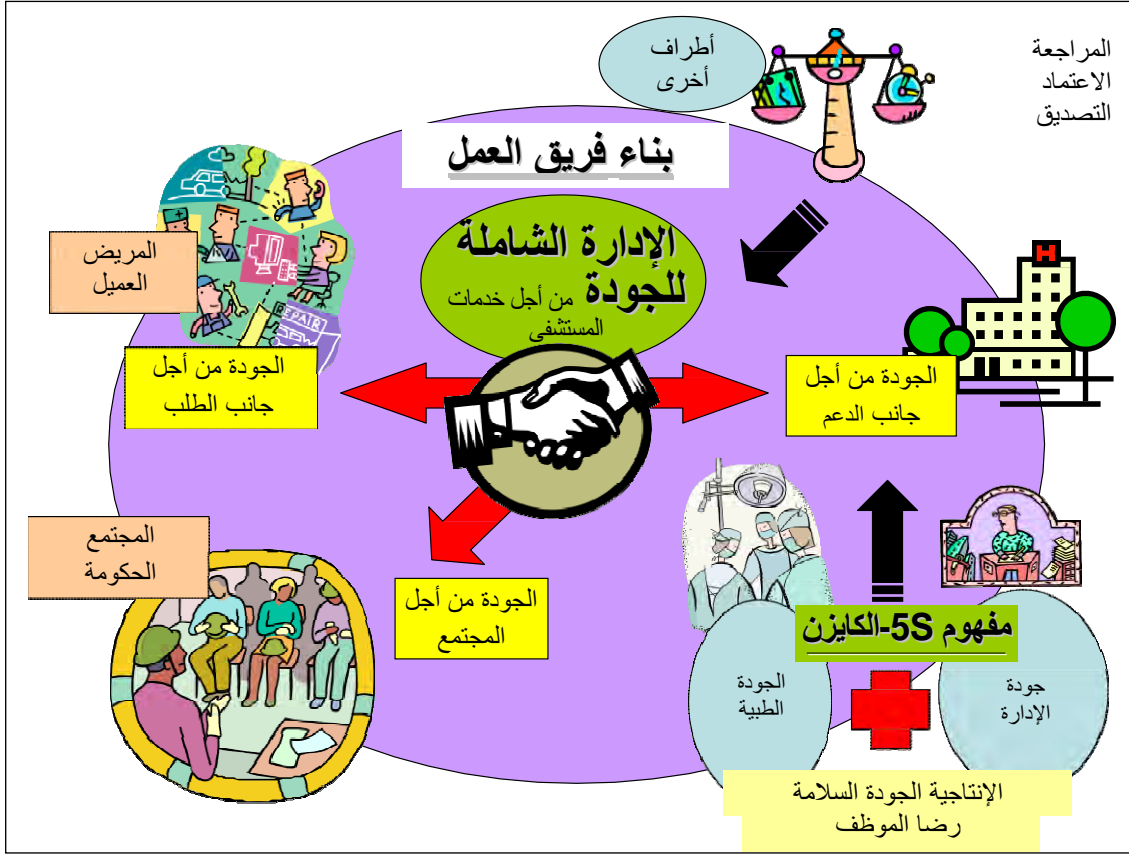 أطراف
أخرى
المراجعة
الاعتماد
التصديق
بناء فريق العمل
الإدارة الشاملة
للجودة من أجل خدمات
المستشفى
H
المريض
العميل
REPAIR
الجودة من أجل
جانب الطلب
الجودة من أجل
جانب الدعم
المجتمع
الحكومة
الجودة من أجل
المجتمع
مفهوم 5S-الكايزن
جودة
الإدارة
الجودة
الطبية
الإنتاجية الجودة السلامة
رضا الموظف